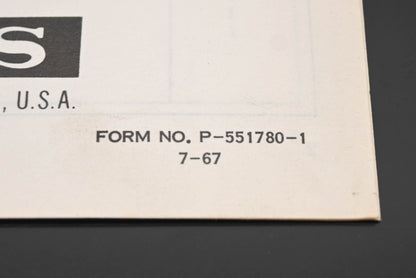 S
, U.S.A.
FORM NO. P-551780-1
7-67